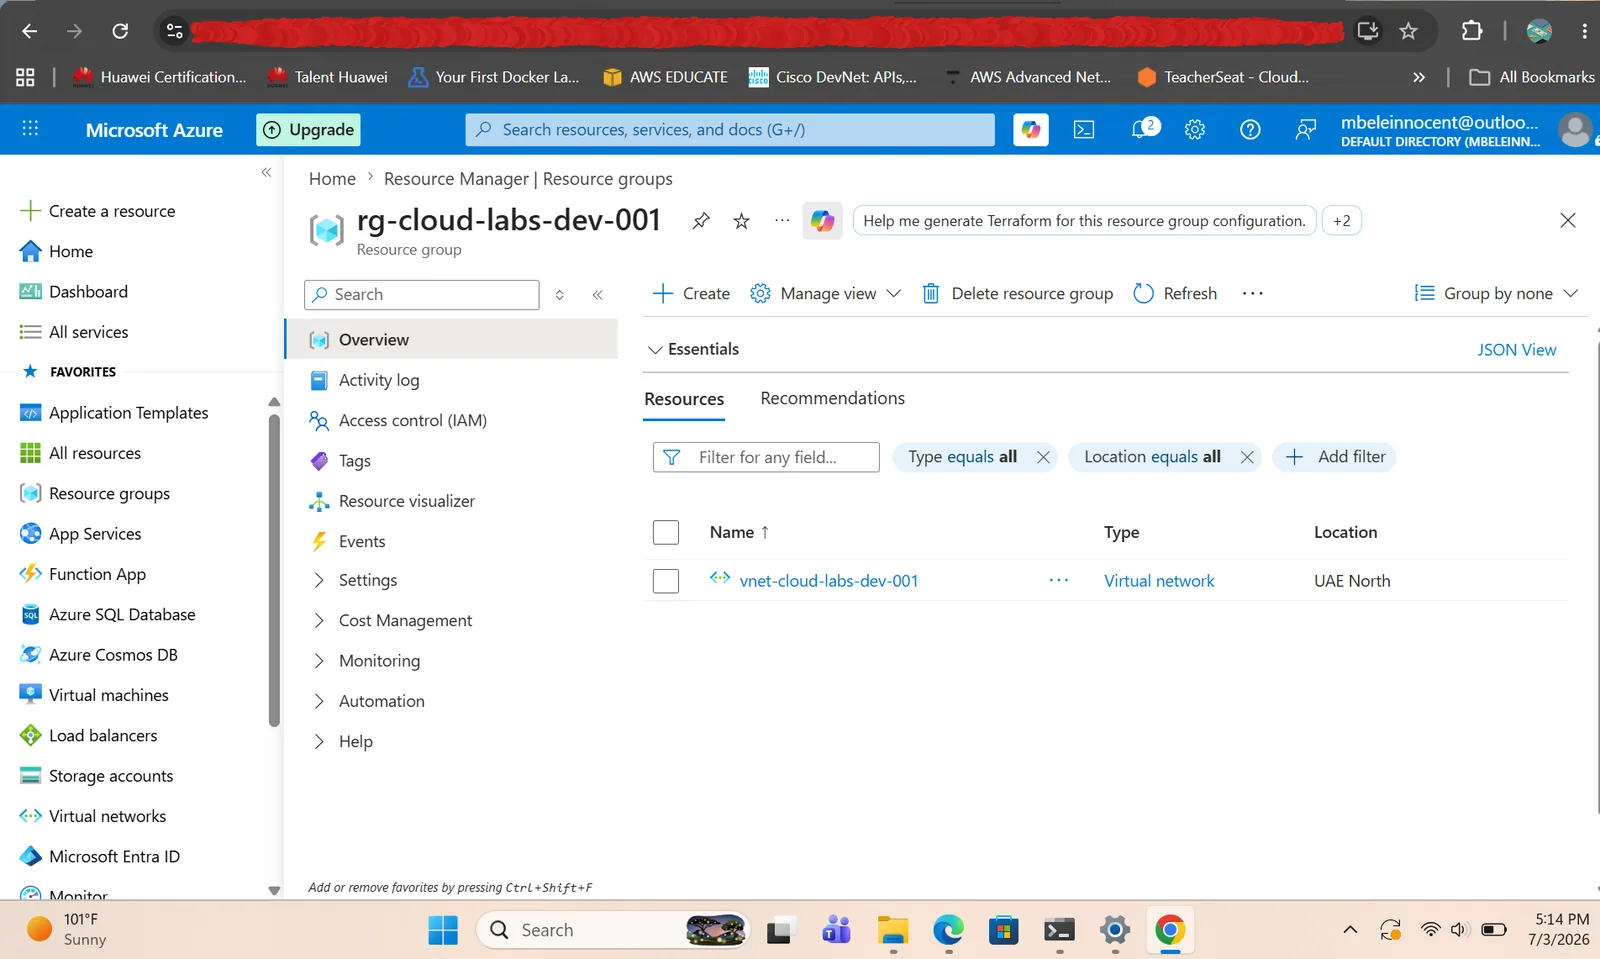 Huawei Certification...
Talent Huawei
Your First Docker La...
AWS EDUCATE
Cisco DevNet: APIs,...
AWS Advanced Net...
TeacherSeat - Cloud...
»
All Bookmarks
Microsoft Azure
Upgrade
Search resources, services, and docs (G+/)
2
mbeleinnocent@outloo...
DEFAULT DIRECTORY (MBELEINN...
Create a resource
Home
Dashboard
All services
FAVORITES
Application Templates
All resources
Resource groups
App Services
Function App
Azure SQL Database
Azure Cosmos DB
Virtual machines
Load balancers
Storage accounts
Virtual networks
Microsoft Entra ID
Monitor
Home > Resource Manager | Resource groups
rg-cloud-labs-dev-001
Resource group
Help me generate Terraform for this resource group configuration.
+2
Search
Overview
Activity log
Access control (IAM)
Tags
Resource visualizer
Events
Settings
Cost Management
Monitoring
Automation
Help
Add or remove favorites by pressing Ctrl+Shift+F
Create
Manage view
Delete resource group
Refresh
Group by none
Essentials
JSON View
Resources
Recommendations
Filter for any field...
Type equals all
Location equals all
Add filter
Name ↑
Type
Location
vnet-cloud-labs-dev-001
Virtual network
UAE North
101°F
Sunny
Search
5:14 PM
7/3/2026